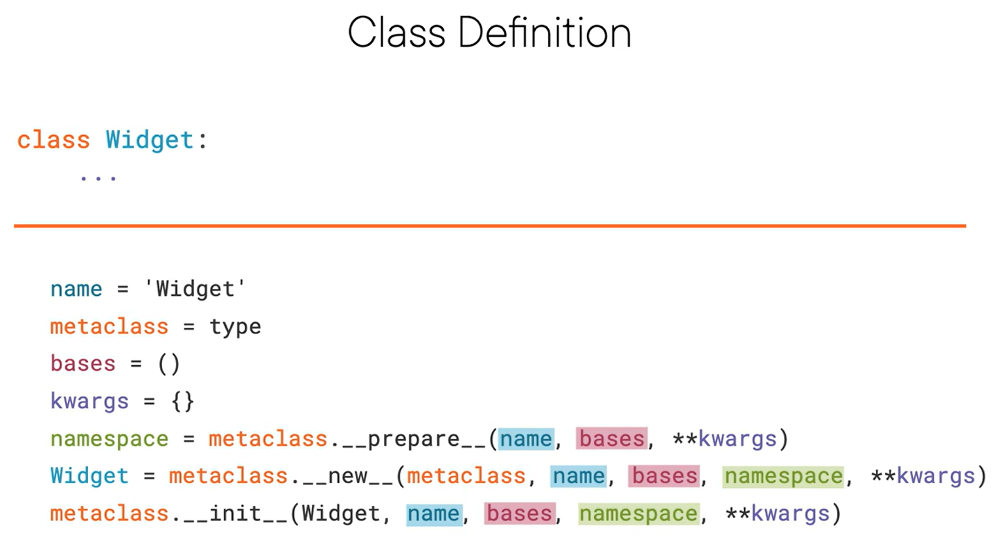 Class Definition
class Widget:
...
name = 'Widget'
metaclass = type
bases = ()
kwargs = {}
namespace = metaclass.__prepare__(name, bases, **kwargs)
Widget = metaclass.__new__(metaclass, name, bases, namespace, **kwargs)
metaclass.__init__(Widget, name, bases, namespace, **kwargs)